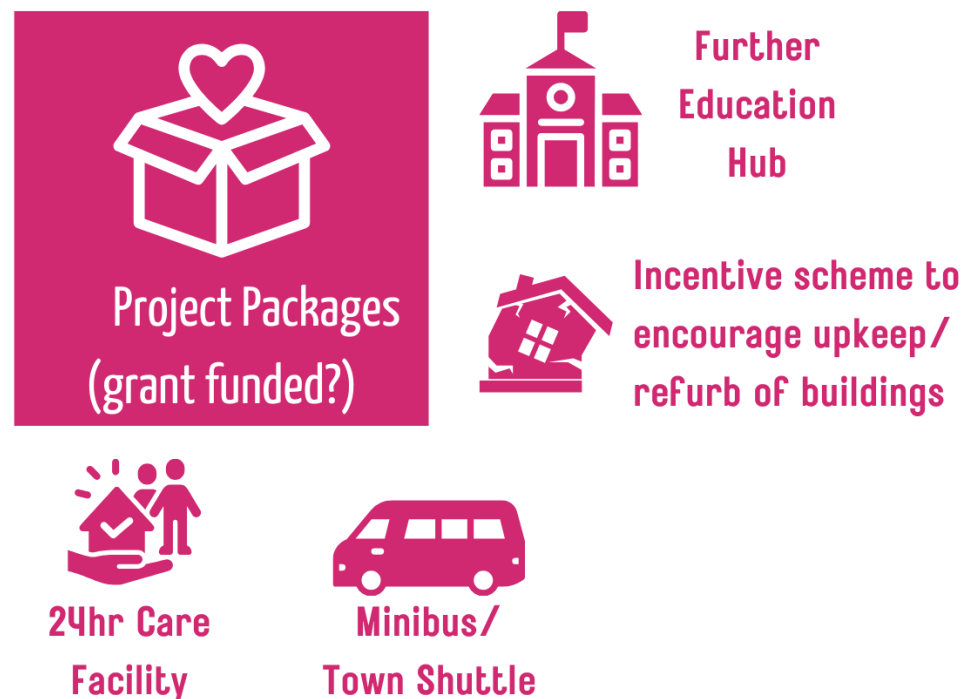 Project Packages
(grant funded?)
Further
Education
Hub
Incentive scheme to
encourage upkeep/
refurb of buildings
24hr Care
Facility
Minibus/
Town Shuttle